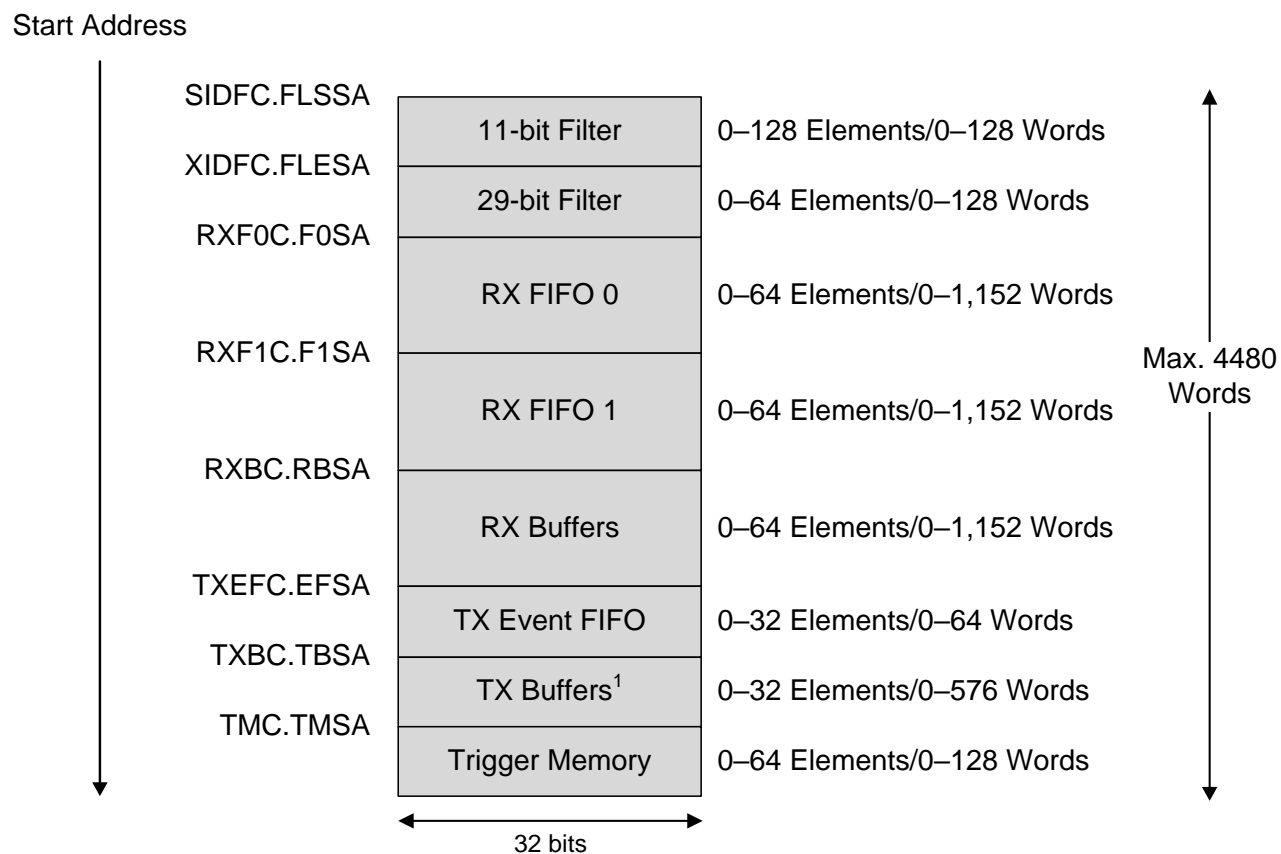 Start Address
SIDFC.FLSSA
11-bit Filter
0–128 Elements/0–128 Words
XIDFC.FLESA
29-bit Filter
0–64 Elements/0–128 Words
RXF0C.F0SA
RX FIFO 0
0–64 Elements/0–1,152 Words
RXF1C.F1SA
RX FIFO 1
0–64 Elements/0–1,152 Words
Max. 4480
Words
RXBC.RBSA
RX Buffers
0–64 Elements/0–1,152 Words
TXEFC.EFSA
TX Event FIFO
0–32 Elements/0–64 Words
TXBC.TBSA
TX Buffers¹
0–32 Elements/0–576 Words
TMC.TMSA
Trigger Memory
0–64 Elements/0–128 Words
32 bits